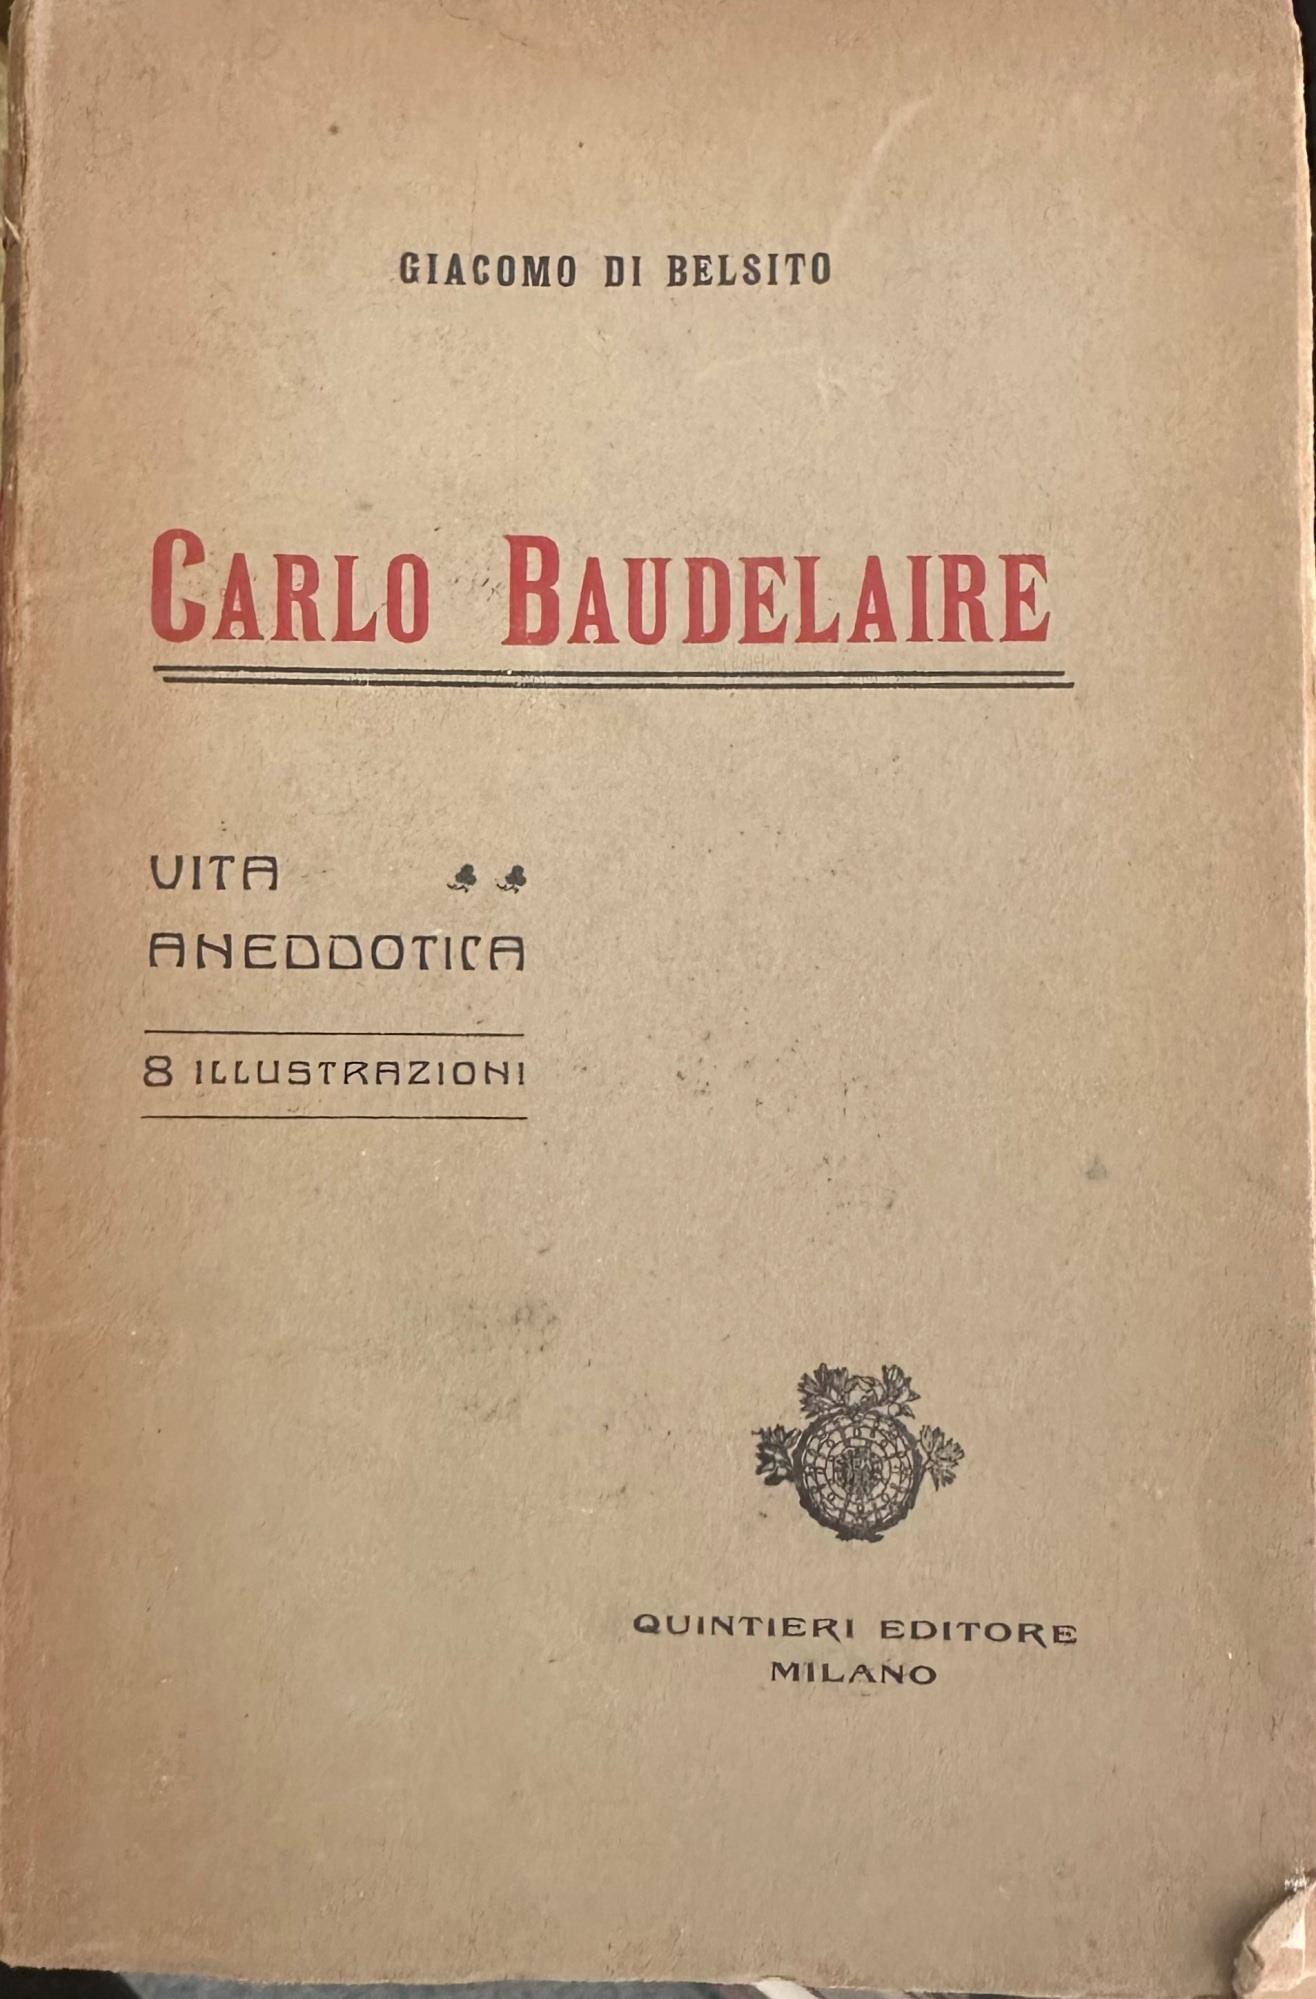 GIACOMO DI BELSITO
CARLO BAUDELAIRE
VITA
ANEDDOTICA
8 ILLUSTRAZIONI
QUINTIERI EDITORE
MILANO